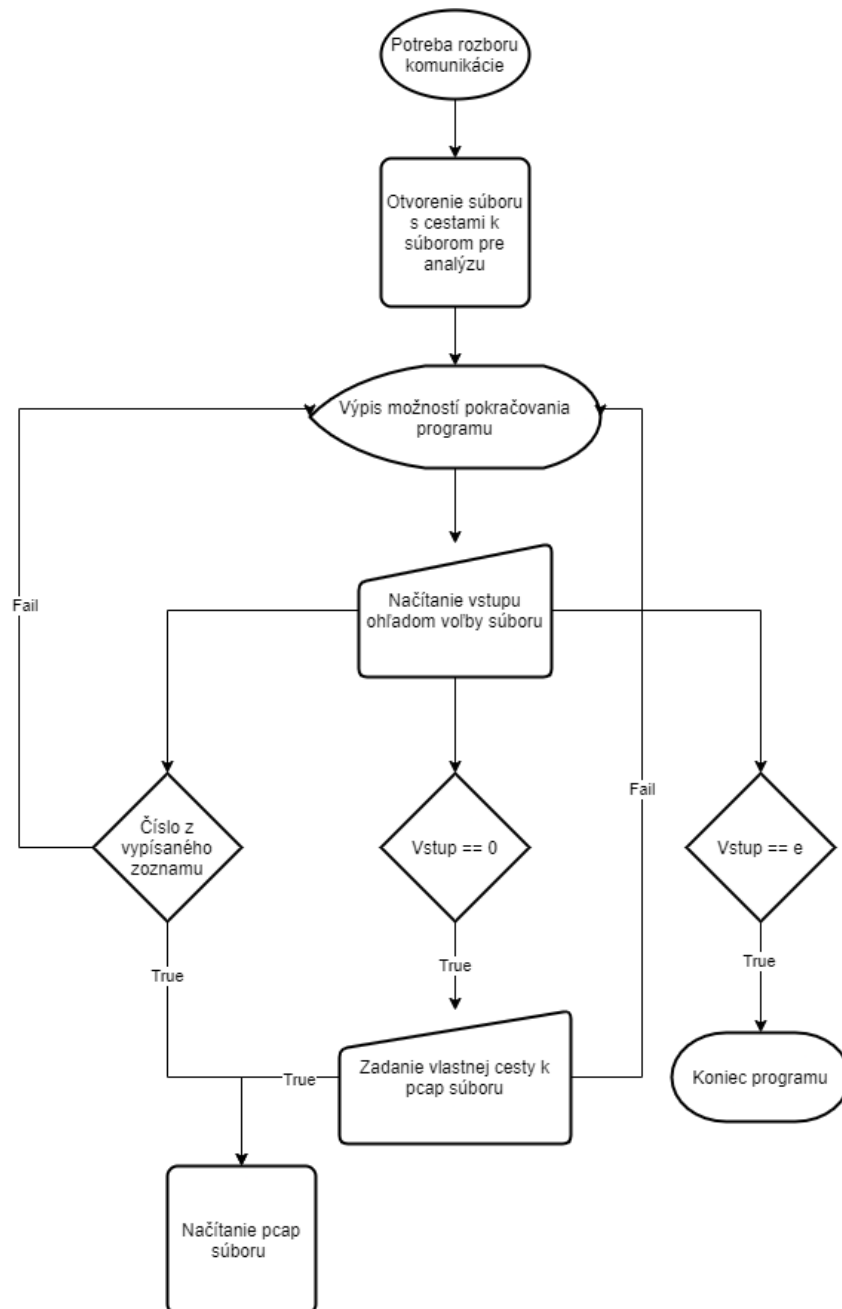 Potreba rozboru
komunikácie
Otvorenie súboru
s cestami k
súborom pre
analýzu
Výpis možností pokračovania
programu
Načítanie vstupu
ohľadom voľby súboru
Fail
Fail
Číslo z
vypísaného
zoznamu
Vstup == 0
Vstup == e
True
True
True
Zadanie vlastnej cesty k
pcap súboru
True
Koniec programu
Načítanie pcap
súboru